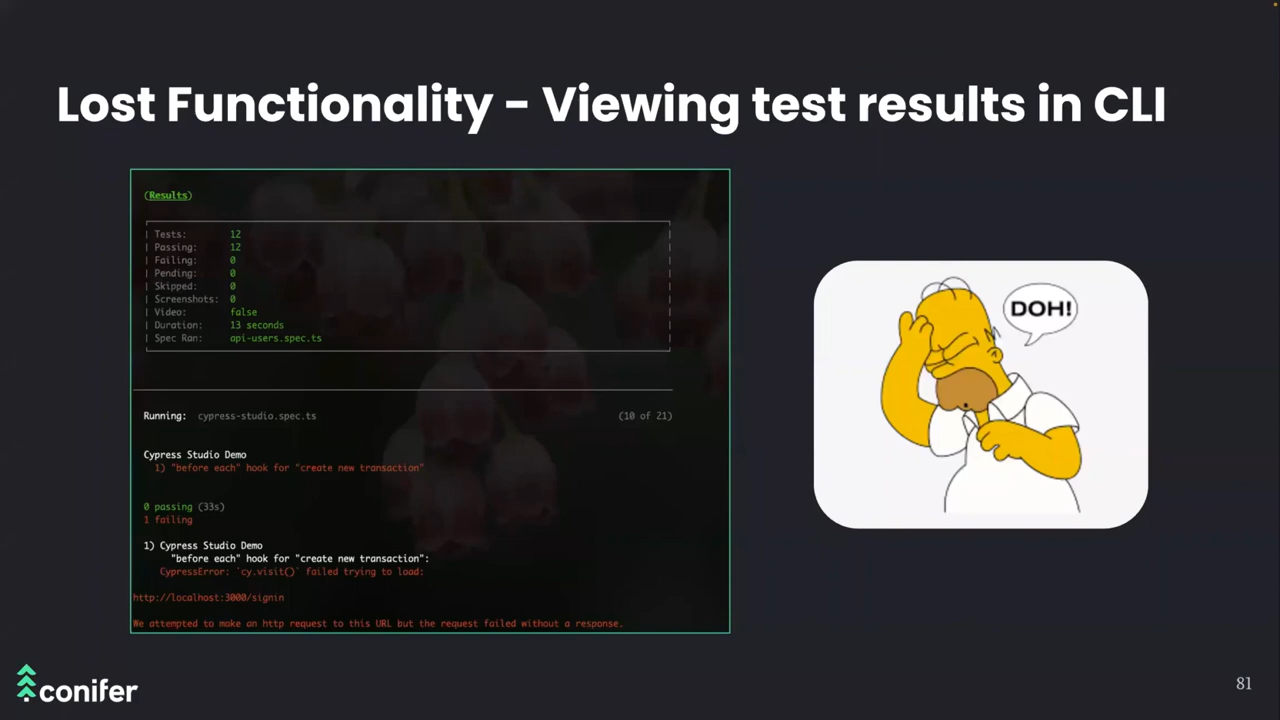 Lost Functionality - Viewing test results in CLI
(Results)
Tests: 12
Passing: 12
Failing: 0
Pending: 0
Skipped: 0
Screenshots: 0
Video: false
Duration: 13 seconds
Spec Ran: api-users.spec.ts
Running: cypress-studio.spec.ts (10 of 21)
Cypress Studio Demo
1) "before each" hook for "create new transaction"
0 passing (33s)
1 failing
1) Cypress Studio Demo
"before each" hook for "create new transaction":
CypressError: `cy.visit()` failed trying to load:
http://localhost:3000/signin
We attempted to make an http request to this URL but the request failed without a response.
DOH!
conifer
81